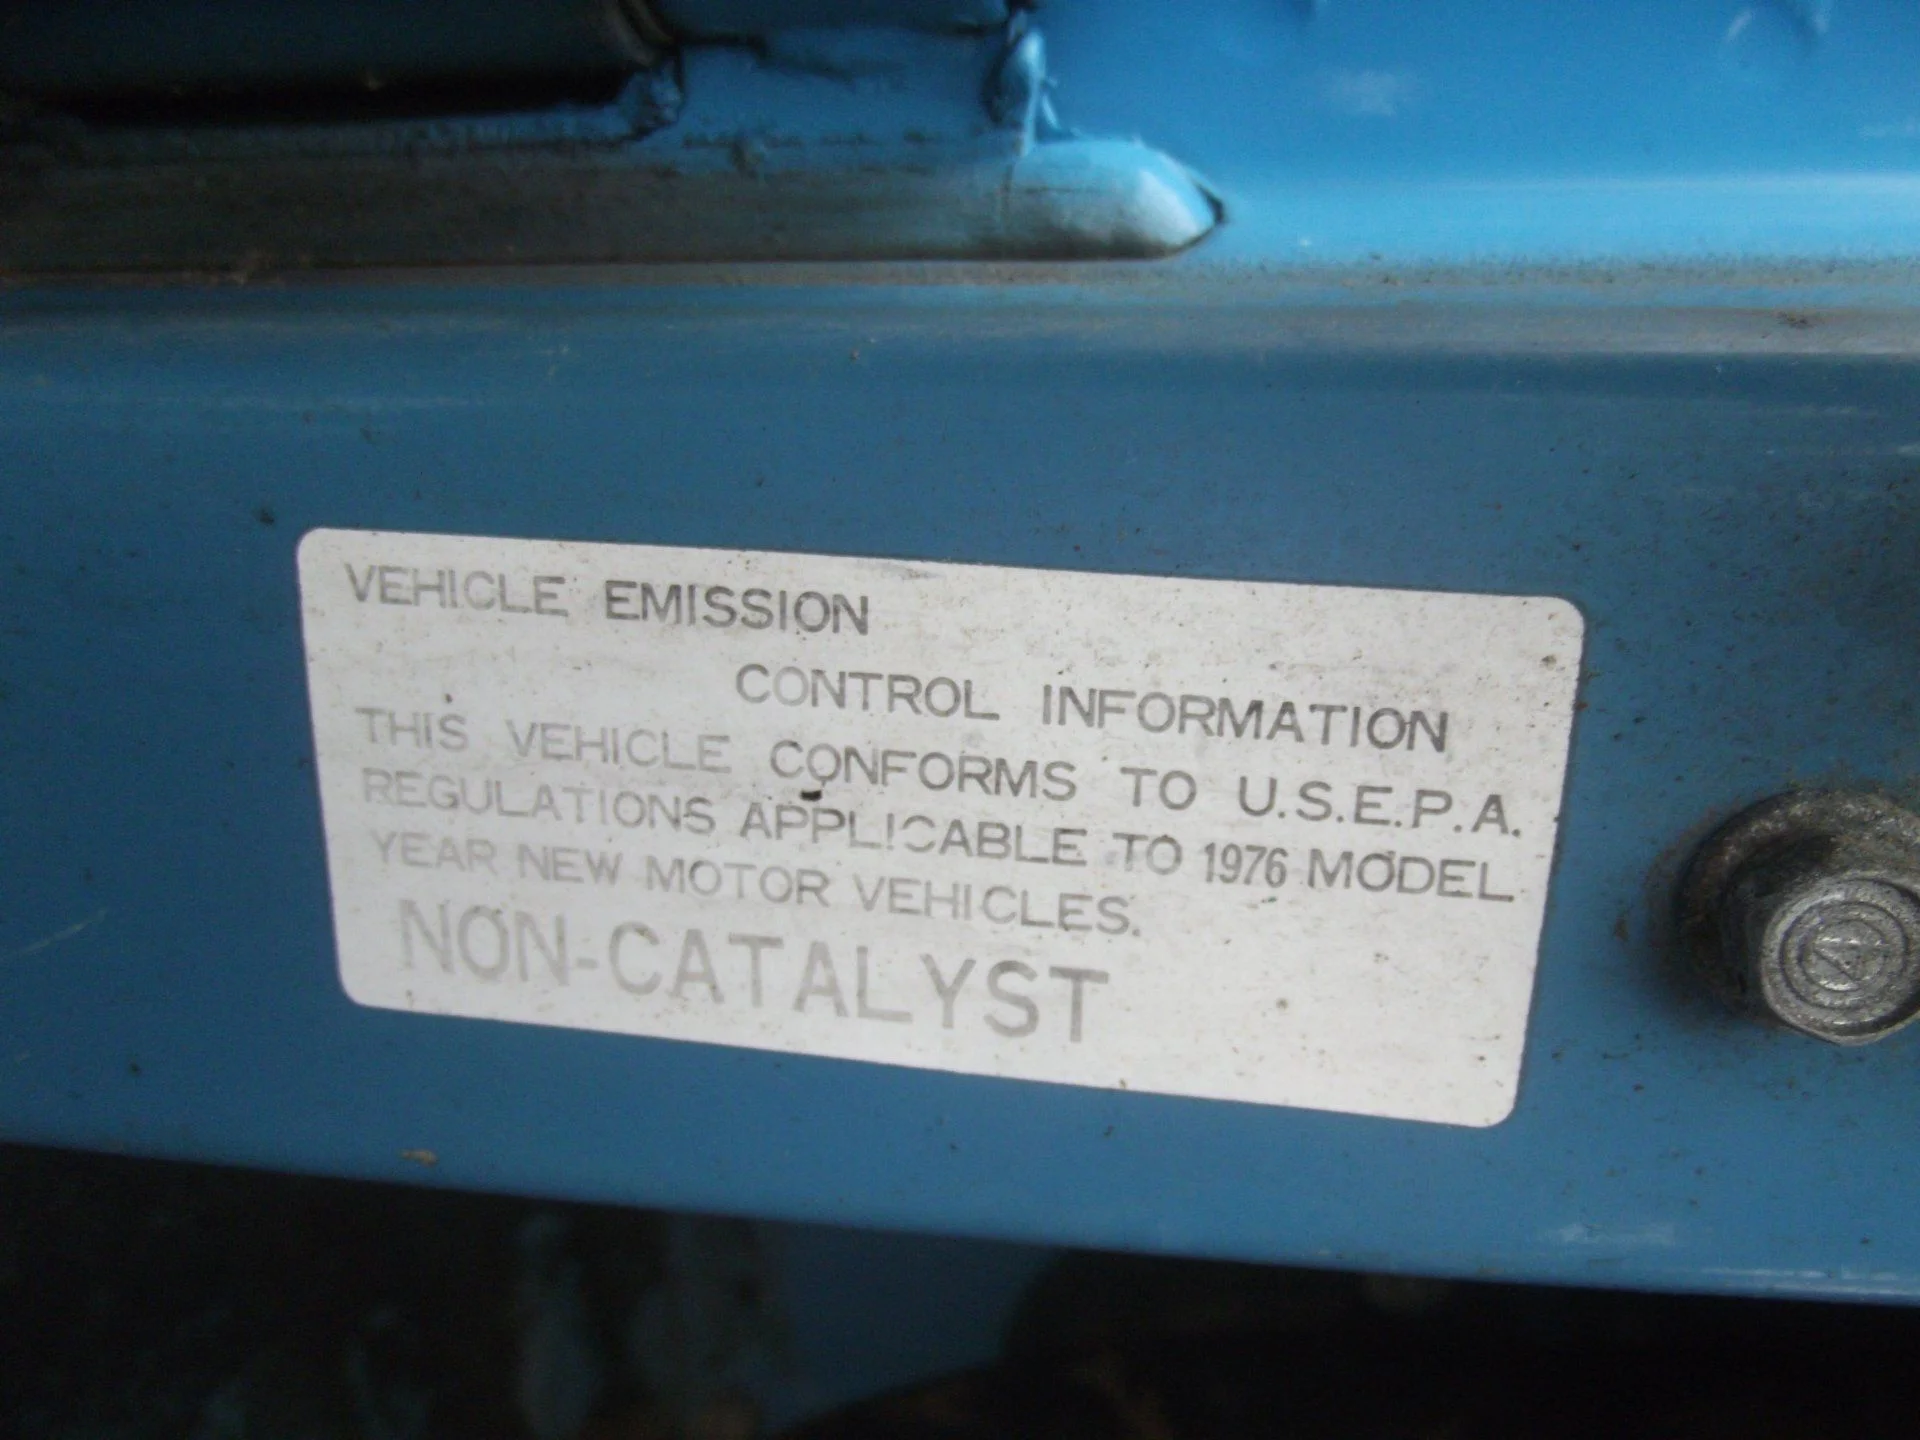 VEHICLE EMISSION
CONTROL INFORMATION
THIS VEHICLE CONFORMS TO U.S.E.P.A.
REGULATIONS APPLICABLE TO 1976 MODEL
YEAR NEW MOTOR VEHICLES.
NON-CATALYST